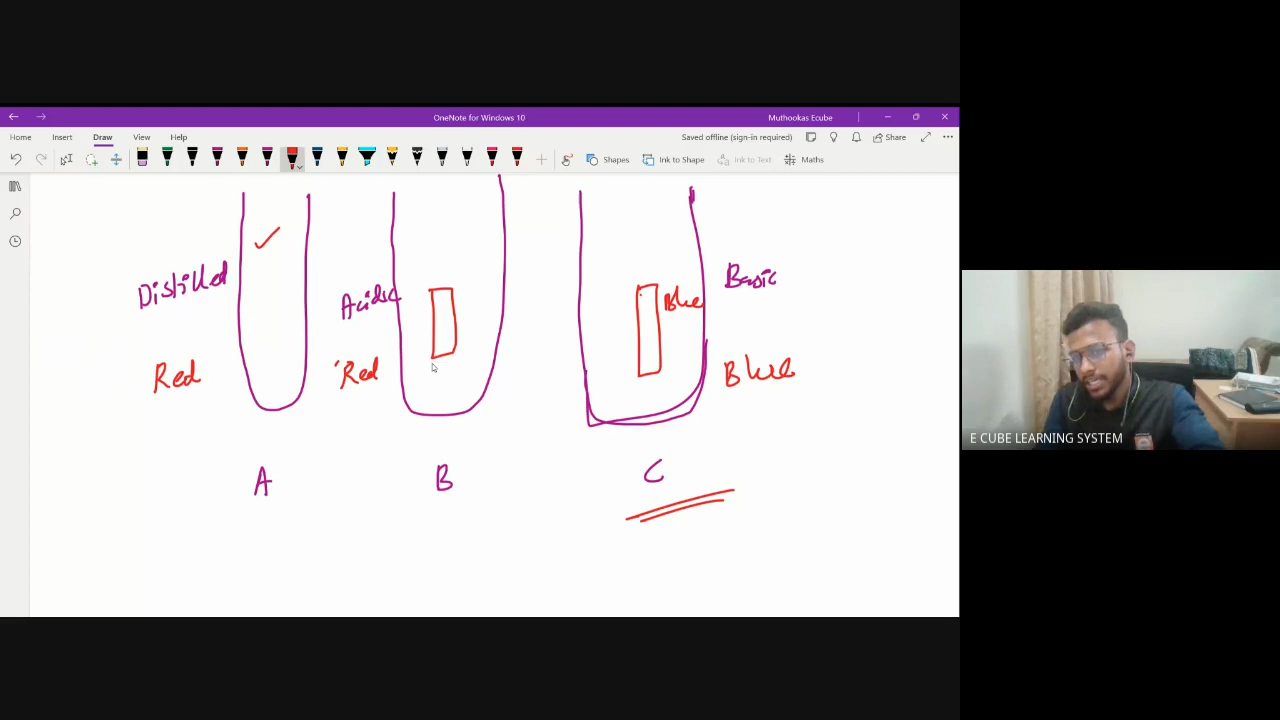 OneNote for Windows 10
Muthookas Ecube
Home Insert Draw View Help
Saved offline (sign-in required)
Share
Shapes
Ink to Shape
Ink to Text
Maths
Distilled
Acidic
Blue
Basic
Red
Red
Blue
A
B
C
E CUBE LEARNING SYSTEM